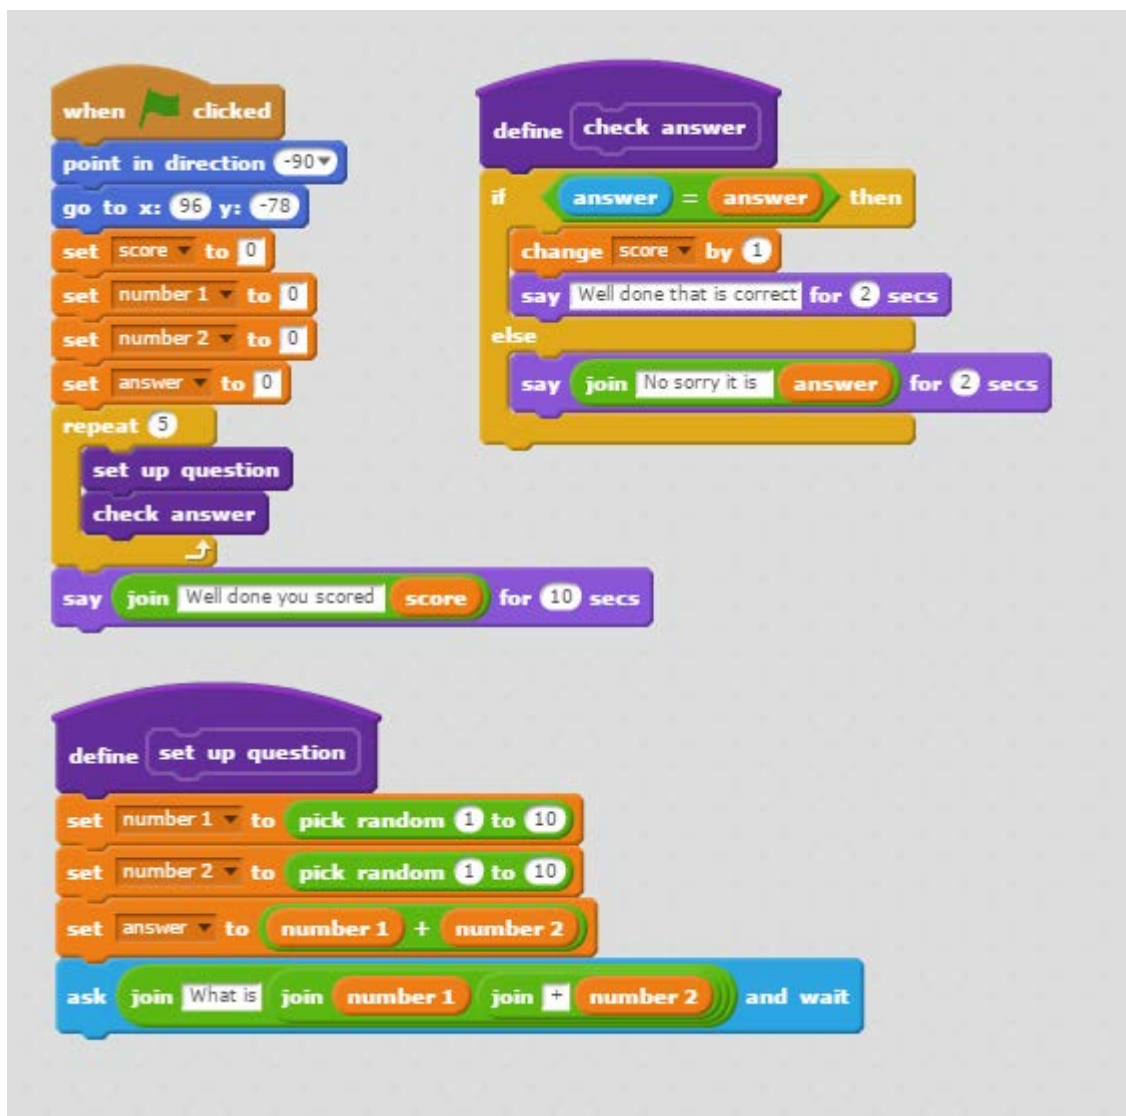 when clicked
point in direction -90
go to x: 96 y: -78
set score to 0
set number 1 to 0
set number 2 to 0
set answer to 0
repeat 5
set up question
check answer
say join Well done you scored score for 10 secs
define check answer
if answer = answer then
change score by 1
say Well done that is correct for 2 secs
else
say join No sorry it is answer for 2 secs
define set up question
set number 1 to pick random 1 to 10
set number 2 to pick random 1 to 10
set answer to number 1 + number 2
ask join What is join number 1 join + number 2 and wait